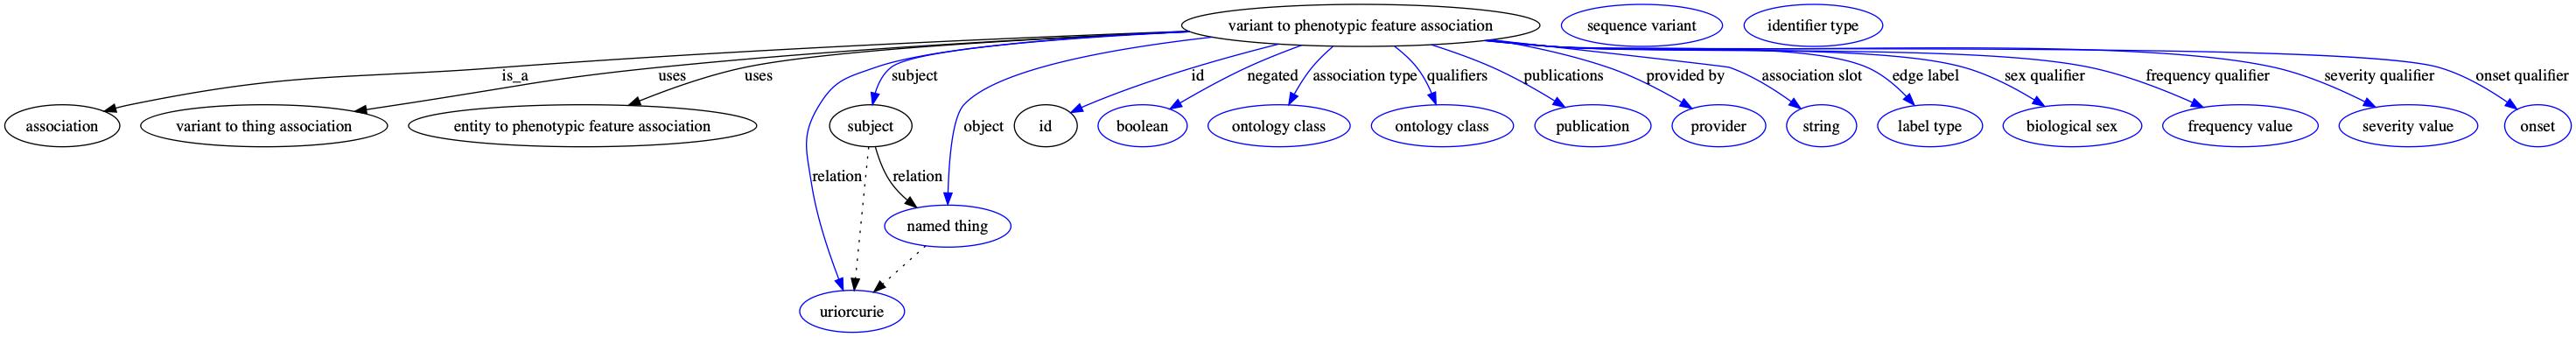 variant to phenotypic feature association
sequence variant
identifier type
is_a
uses
uses
subject
id
negated
association type
qualifiers
publications
provided by
association slot
edge label
sex qualifier
frequency qualifier
severity qualifier
onset qualifier
association
variant to thing association
entity to phenotypic feature association
subject
object
id
boolean
ontology class
ontology class
publication
provider
string
label type
biological sex
frequency value
severity value
onset
relation
relation
named thing
uriorcurie